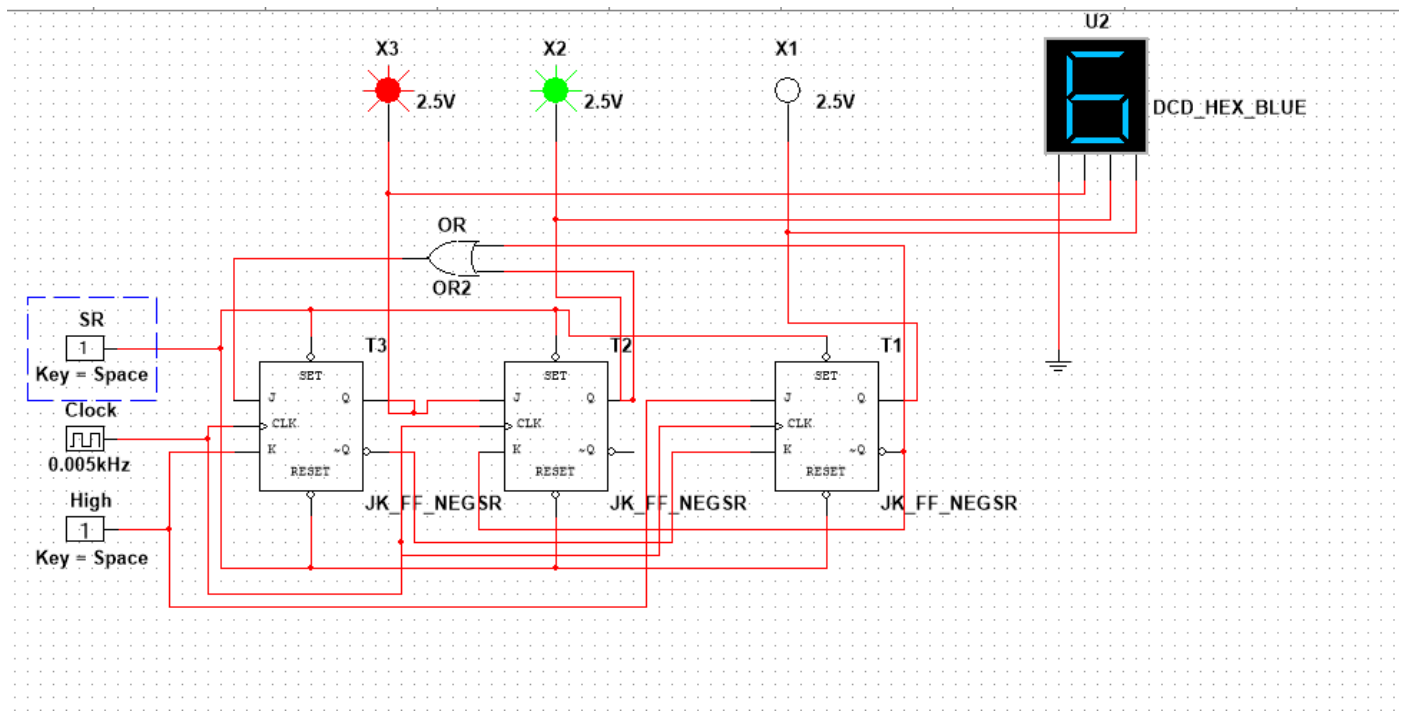 U2
X3
X2
X1
2.5V
2.5V
2.5V
6
DCD_HEX_BLUE
OR
OR2
SR
1
Key = Space
T3
T2
T1
SET
SET
SET
J
Q
J
Q
J
Q
Clock
CLK
CLK
CLK
K
~Q
K
~Q
K
~Q
0.005kHz
RESET
RESET
RESET
High
JK_FF_NEGSR
JK_FF_NEGSR
JK_FF_NEGSR
1
Key = Space